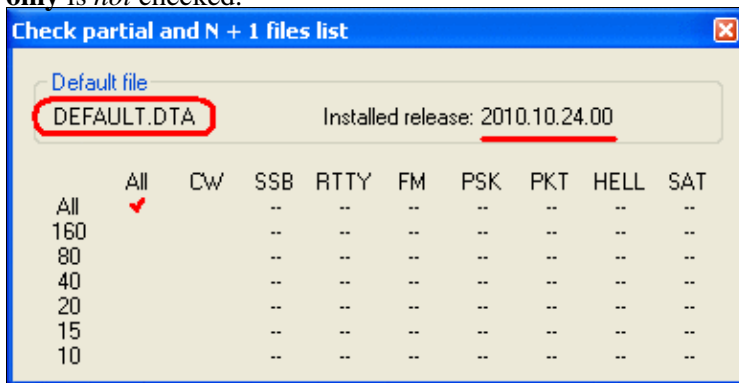 only is not checked.
Check partial and N + 1 files list
Default file
DEFAULT.DTA Installed release: 2010.10.24.00
All CW SSB RTTY FM PSK PKT HELL SAT
All -- -- -- -- -- -- --
160 -- -- -- -- -- -- --
80 -- -- -- -- -- -- --
40 -- -- -- -- -- -- --
20 -- -- -- -- -- -- --
15 -- -- -- -- -- -- --
10 -- -- -- -- -- -- --